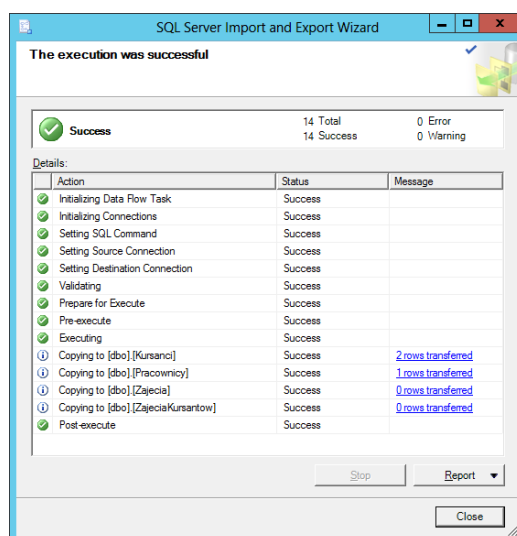 SQL Server Import and Export Wizard
The execution was successful
Success
14 Total
0 Error
14 Success
0 Warning
Details:
Action Status Message
Initializing Data Flow Task Success
Initializing Connections Success
Setting SQL Command Success
Setting Source Connection Success
Setting Destination Connection Success
Validating Success
Prepare for Execute Success
Pre-execute Success
Executing Success
Copying to [dbo].[Kursanci] Success 2 rows transferred
Copying to [dbo].[Pracownicy] Success 1 rows transferred
Copying to [dbo].[Zajecia] Success 0 rows transferred
Copying to [dbo].[ZajeciaKursantow] Success 0 rows transferred
Post-execute Success
Stop Report
Close